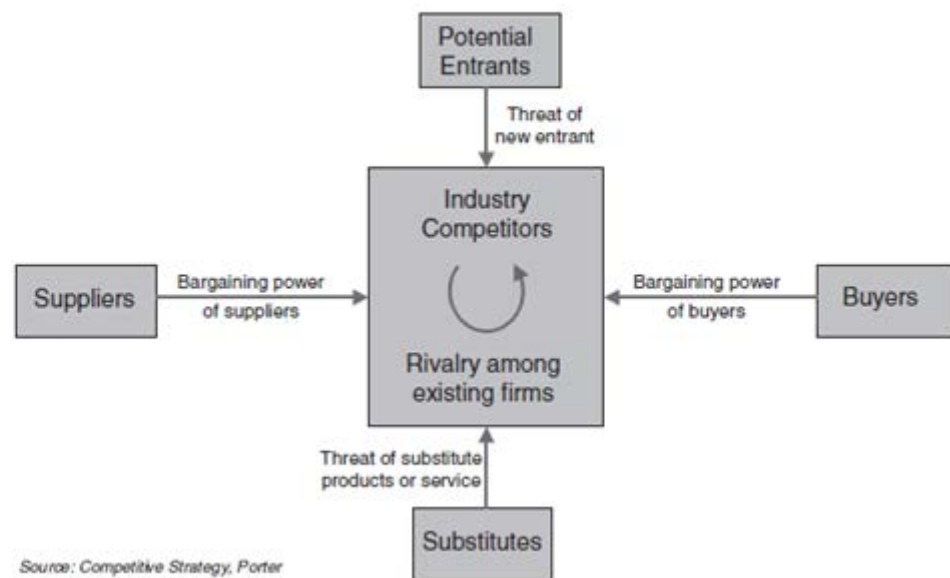 Potential
Entrants
Threat of
new entrant
Industry
Competitors
Suppliers
Bargaining power
of suppliers
Bargaining power
of buyers
Buyers
Rivalry among
existing firms
Threat of substitute
products or service
Substitutes
Source: Competitive Strategy, Porter